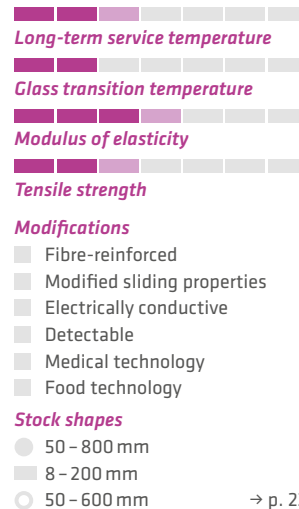 Long-term service temperature
Glass transition temperature
Modulus of elasticity
Tensile strength
Modifications
Fibre-reinforced
Modified sliding properties
Electrically conductive
Detectable
Medical technology
Food technology
Stock shapes
50 – 800 mm
8 – 200 mm
50 – 600 mm → p.